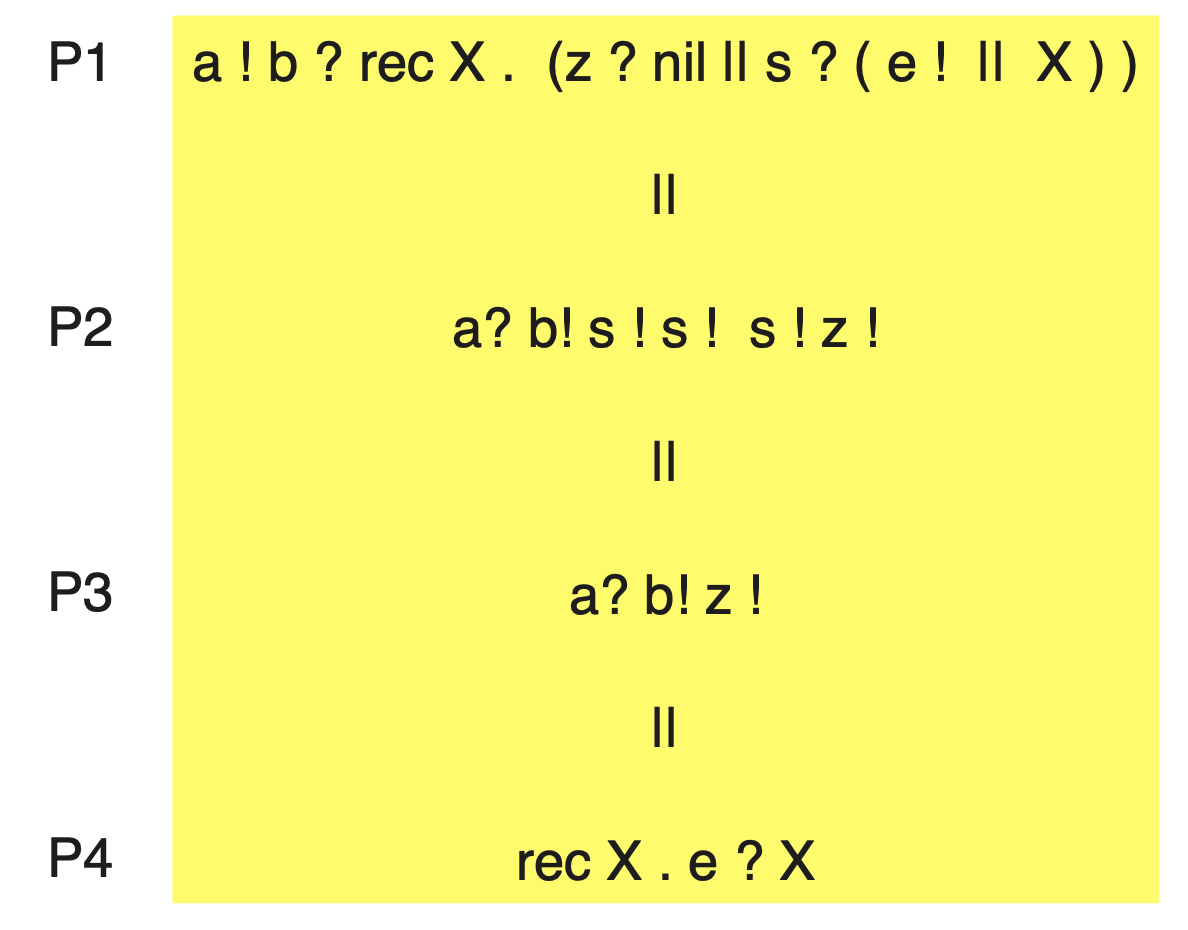 P1 a ! b ? rec X . (z ? nil || s ? ( e ! || X ) )
||
P2 a? b! s ! s ! s ! z !
||
P3 a? b! z !
||
P4 rec X . e ? X